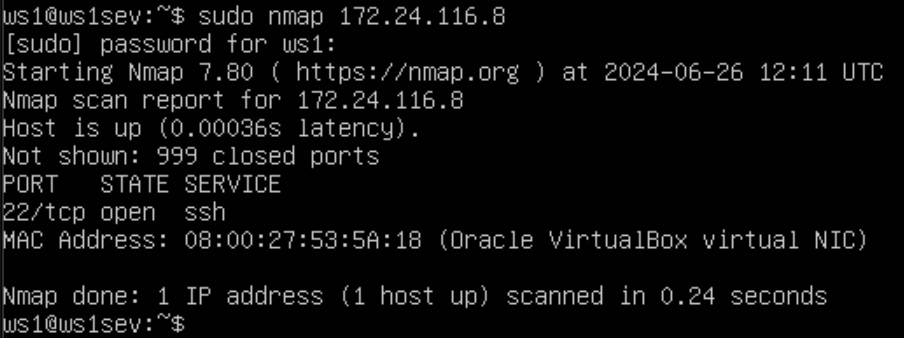 ws1@ws1sev:~$ sudo nmap 172.24.116.8
[sudo] password for ws1:
Starting Nmap 7.80 ( https://nmap.org ) at 2024-06-26 12:11 UTC
Nmap scan report for 172.24.116.8
Host is up (0.00036s latency).
Not shown: 999 closed ports
PORT   STATE SERVICE
22/tcp open  ssh
MAC Address: 08:00:27:53:5A:18 (Oracle VirtualBox virtual NIC)

Nmap done: 1 IP address (1 host up) scanned in 0.24 seconds
ws1@ws1sev:~$